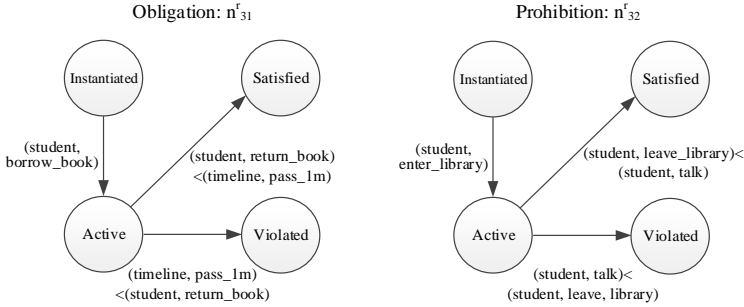 Obligation: n^r_31
Instantiated
Satisfied
(student,
borrow_book)
(student, return_book)
<(timeline, pass_1m)
Active
Violated
(timeline, pass_1m)
<(student, return_book)
Prohibition: n^r_32
Instantiated
Satisfied
(student,
enter_library)
(student, leave_library)<
(student, talk)
Active
Violated
(student, talk)<
(student, leave, library)